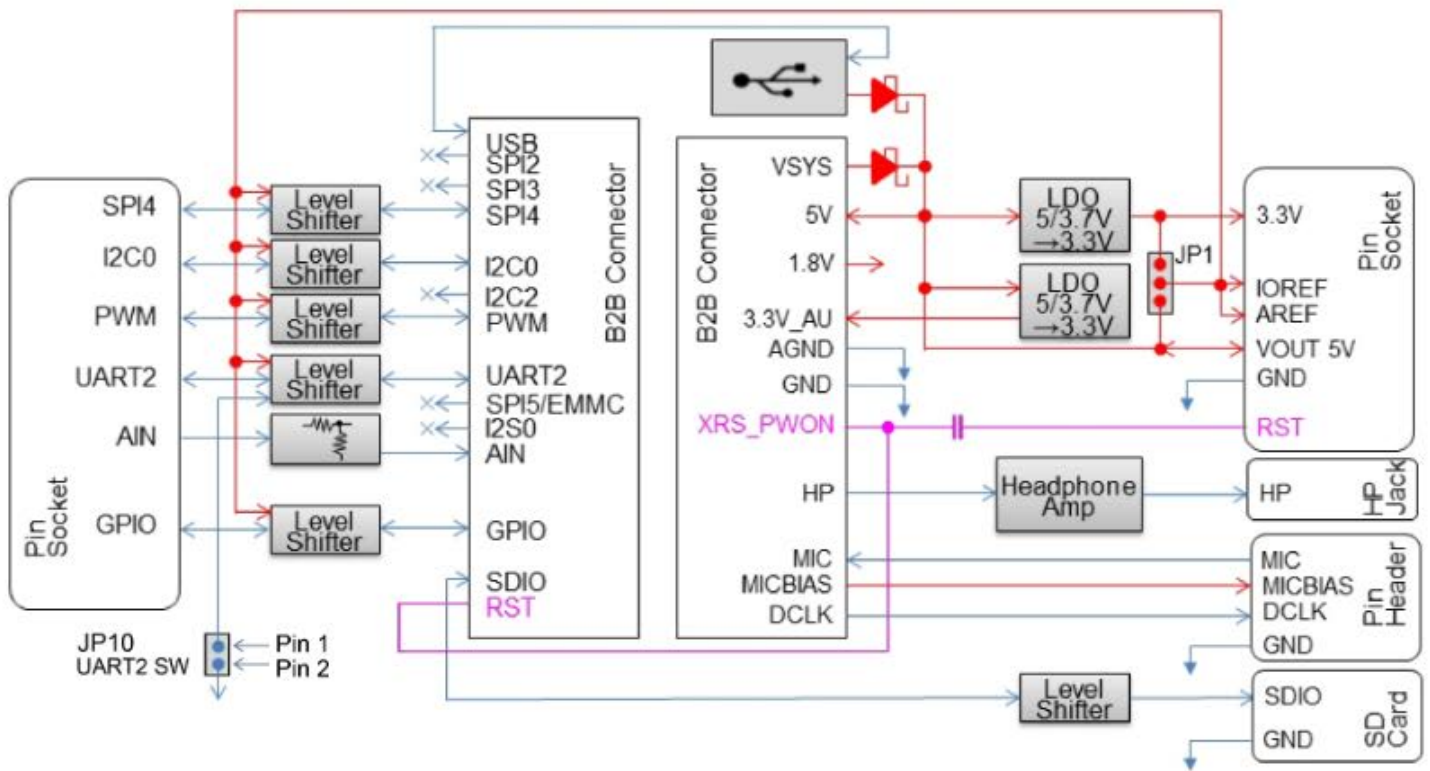 SPI4
I2C0
PWM
UART2
AIN
GPIO
Pin
Socket
Level
Shifter
Level
Shifter
Level
Shifter
Level
Shifter
Level
Shifter
JP10
UART2 SW
Pin 1
Pin 2
USB
SPI2
SPI3
SPI4
I2C0
I2C2
PWM
UART2
SPI5/EMMC
I2S0
AIN
GPIO
SDIO
RST
B2B Connector
B2B Connector
VSYS
5V
1.8V
3.3V_AU
AGND
GND
XRS_PWON
HP
MIC
MICBIAS
DCLK
LDO
5/3.7V
→3.3V
LDO
5/3.7V
→3.3V
JP1
3.3V
IOREF
AREF
VOUT 5V
GND
RST
Pin
Socket
Headphone
Amp
HP
HP
Jack
MIC
MICBIAS
DCLK
GND
Pin
Header
Level
Shifter
SDIO
GND
SD
Card